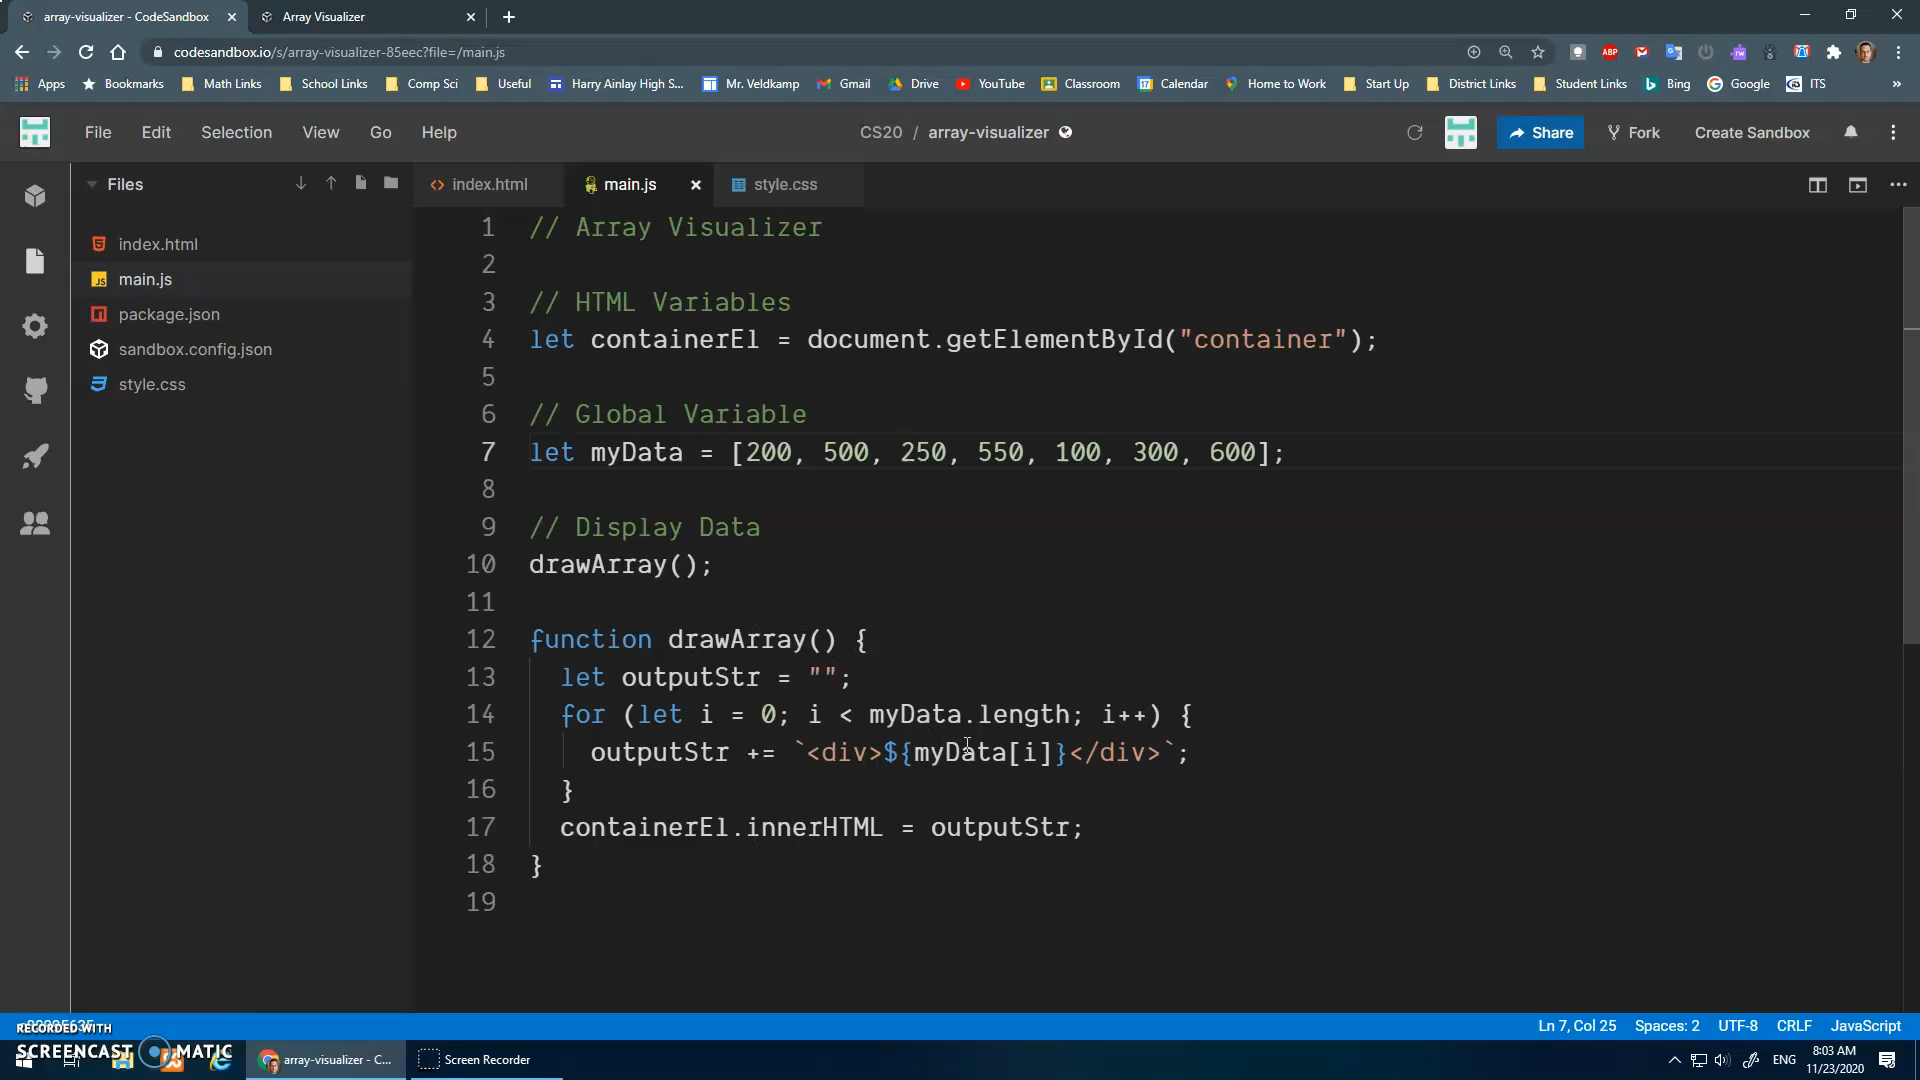 array-visualizer - CodeSandbox
Array Visualizer
codesandbox.io/s/array-visualizer-85eec?file=/main.js
ABP
Apps Bookmarks Math Links School Links Comp Sci Useful Harry Ainlay High S... Mr. Veldkamp Gmail Drive YouTube Classroom Calendar Home to Work Start Up District Links Student Links Bing Google ITS »
File Edit Selection View Go Help
CS20 / array-visualizer
Share Fork Create Sandbox
Files
index.html
main.js
package.json
sandbox.config.json
style.css
index.html main.js style.css
1 // Array Visualizer
2
3 // HTML Variables
4 let containerEl = document.getElementById("container");
5
6 // Global Variable
7 let myData = [200, 500, 250, 550, 100, 300, 600];
8
9 // Display Data
10 drawArray();
11
12 function drawArray() {
13 let outputStr = "";
14 for (let i = 0; i < myData.length; i++) {
15 outputStr += `<div>${myData[i]}</div>`;
16 }
17 containerEl.innerHTML = outputStr;
18 }
19
Ln 7, Col 25 Spaces: 2 UTF-8 CRLF JavaScript
RECORDED WITH
SCREENCAST MATIC
array-visualizer - C...
Screen Recorder
ENG
8:03 AM
11/23/2020